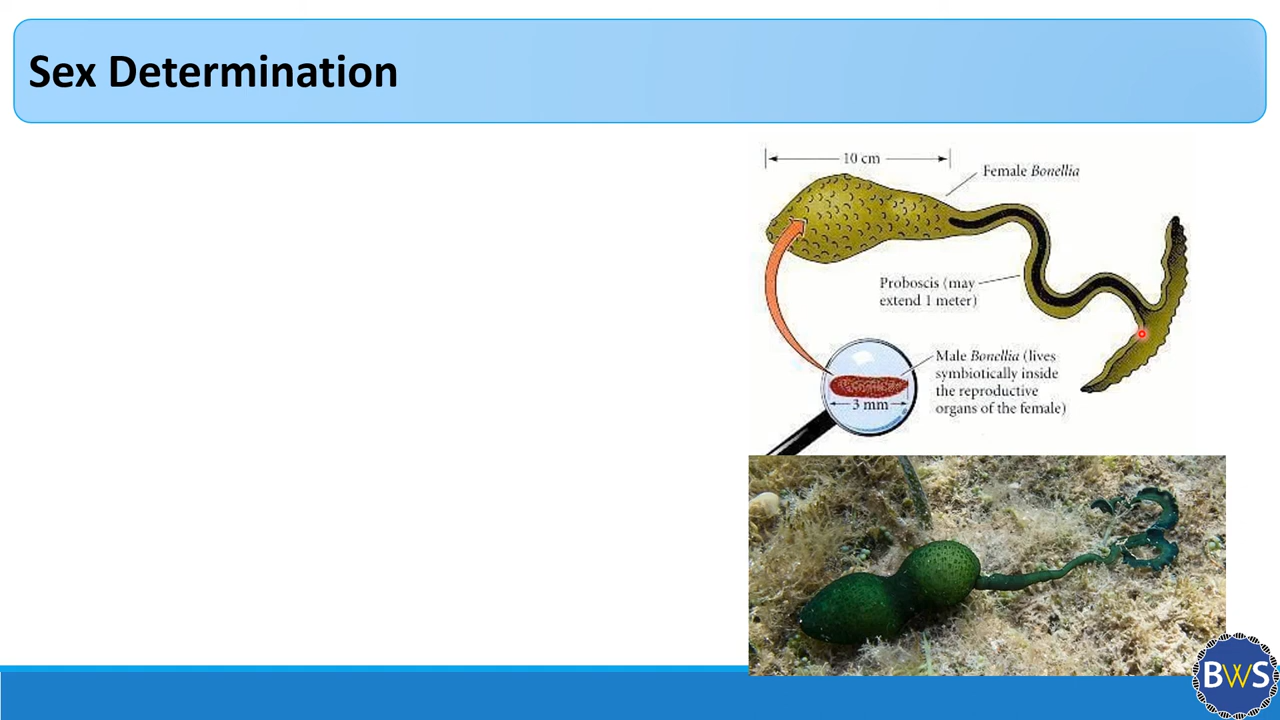 Sex Determination
10 cm
Female Bonellia
Proboscis (may
extend 1 meter)
Male Bonellia (lives
symbiotically inside
the reproductive
organs of the female)
3 mm
BWS